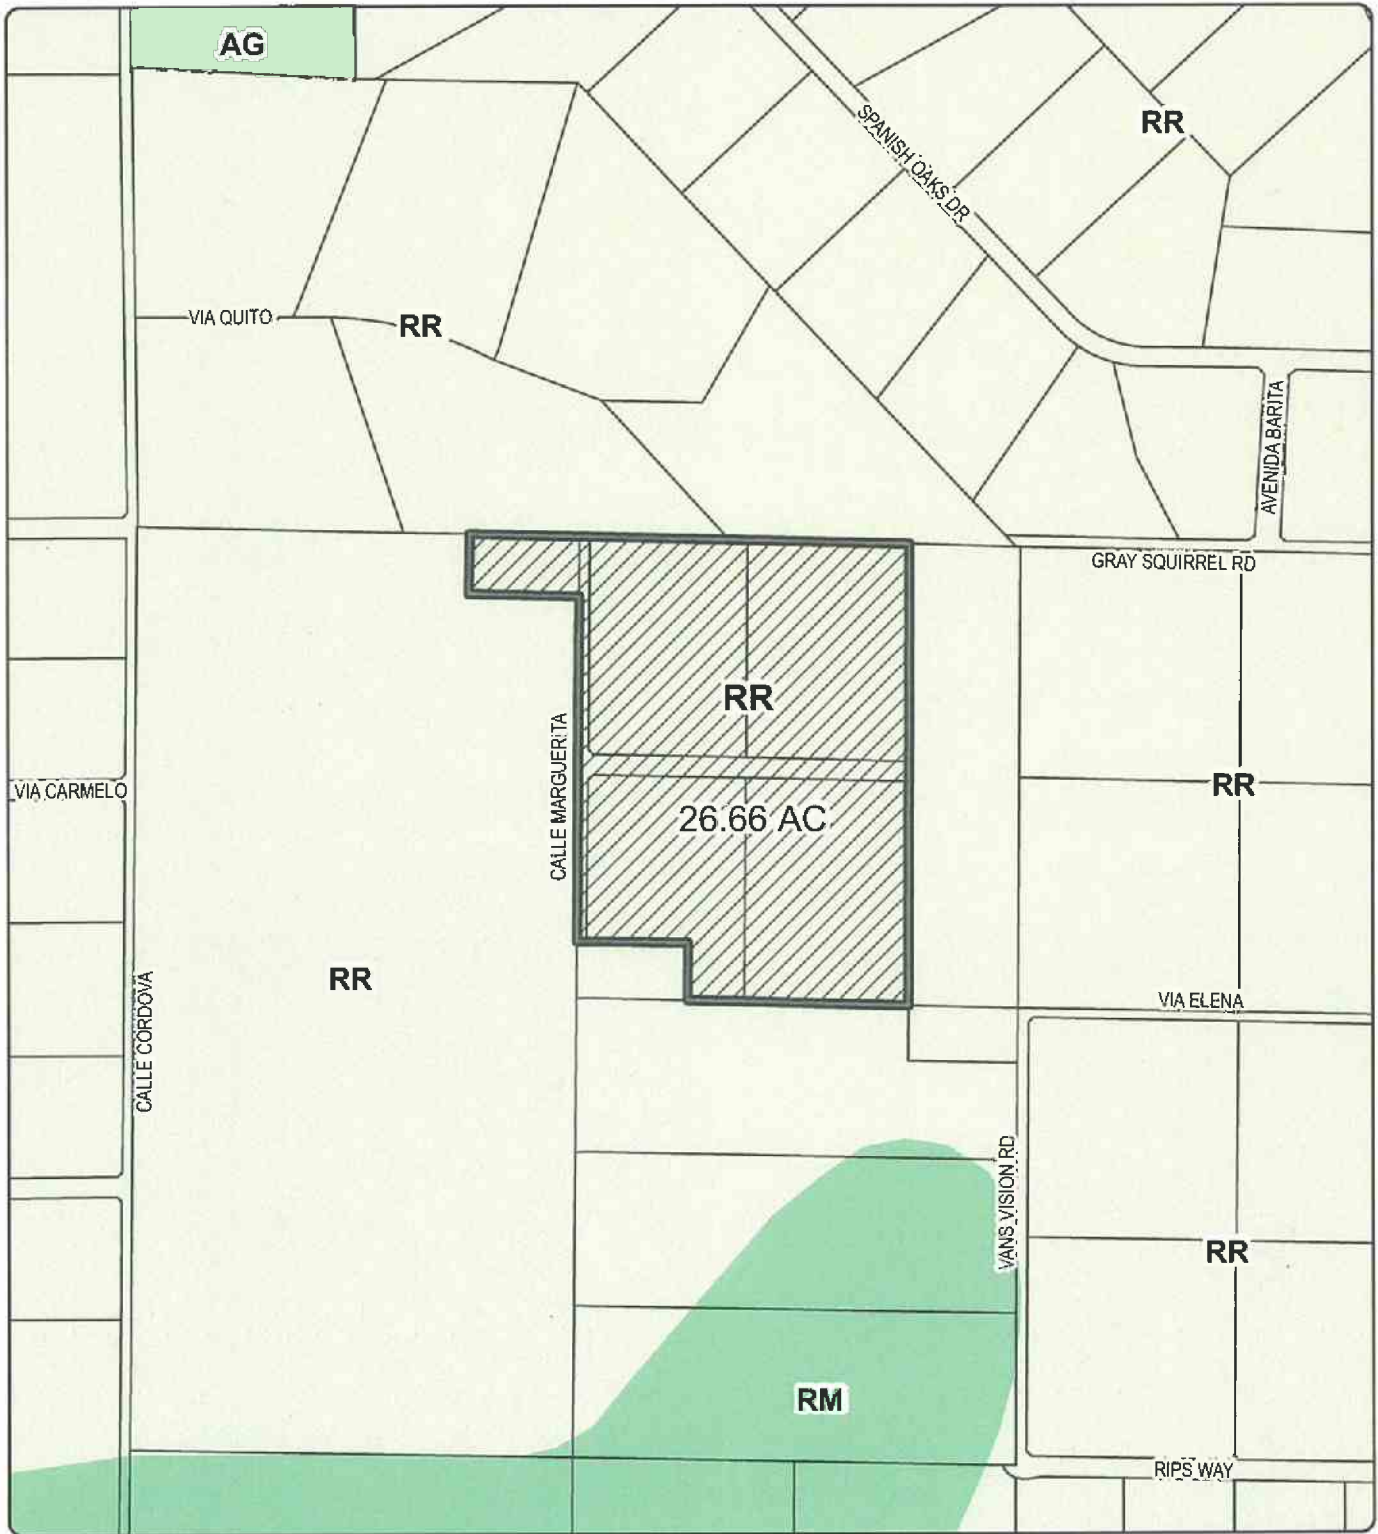 AG
RR
SPANISH OAKS DR
VIA QUITO
RR
AVENIDA BARITA
GRAY SQUIRREL RD
RR
CALLE MARGUERITA
VIA CARMELO
RR
26.66 AC
RR
CALLE CORDOVA
VIA ELENA
VANS VISION RD
RR
RM
RIPS WAY